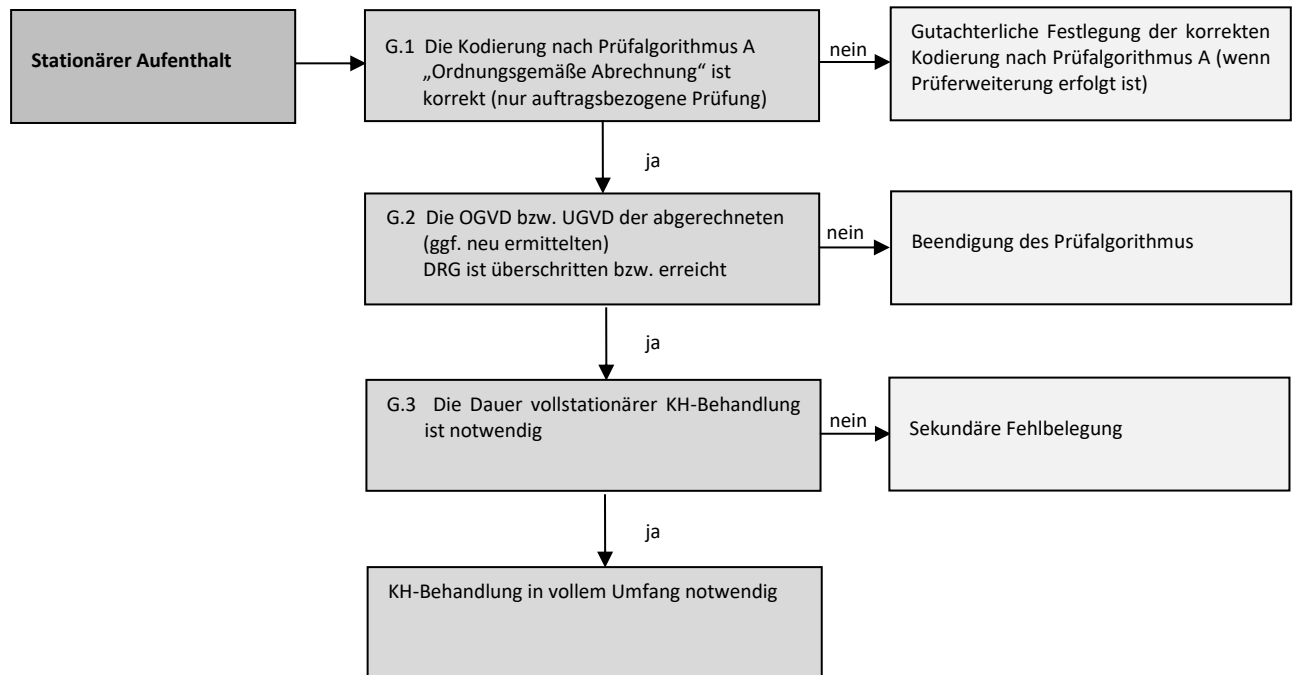 Stationärer Aufenthalt
G.1 Die Kodierung nach Prüfalgorithmus A
„Ordnungsgemäße Abrechnung“ ist
korrekt (nur auftragsbezogene Prüfung)
nein
Gutachterliche Festlegung der korrekten
Kodierung nach Prüfalgorithmus A (wenn
Prüferweiterung erfolgt ist)
ja
G.2 Die OGVD bzw. UGVD der abgerechneten
(ggf. neu ermittelten)
DRG ist überschritten bzw. erreicht
nein
Beendigung des Prüfalgorithmus
ja
G.3 Die Dauer vollstationärer KH-Behandlung
ist notwendig
nein
Sekundäre Fehlbelegung
ja
KH-Behandlung in vollem Umfang notwendig